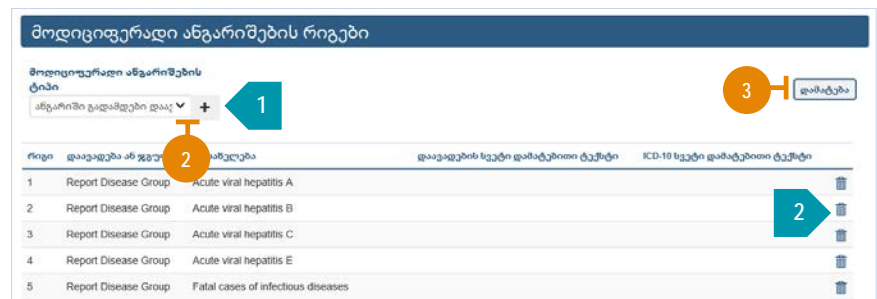 მოდიციფერადი ანგარიშების რიგები
მოდიციფერადი ანგარიშების
ტიპი
ანგარიში გადამდები დაა
+
1
3
დამატება
2
რიგი დაავადება ან დაავადების სვეტი დამატებითი ტექსტი ICD-10 სვეტი დამატებითი ტექსტი
1 Report Disease Group Acute viral hepatitis A
2 Report Disease Group Acute viral hepatitis B
2
3 Report Disease Group Acute viral hepatitis C
4 Report Disease Group Acute viral hepatitis E
5 Report Disease Group Fatal cases of infectious diseases